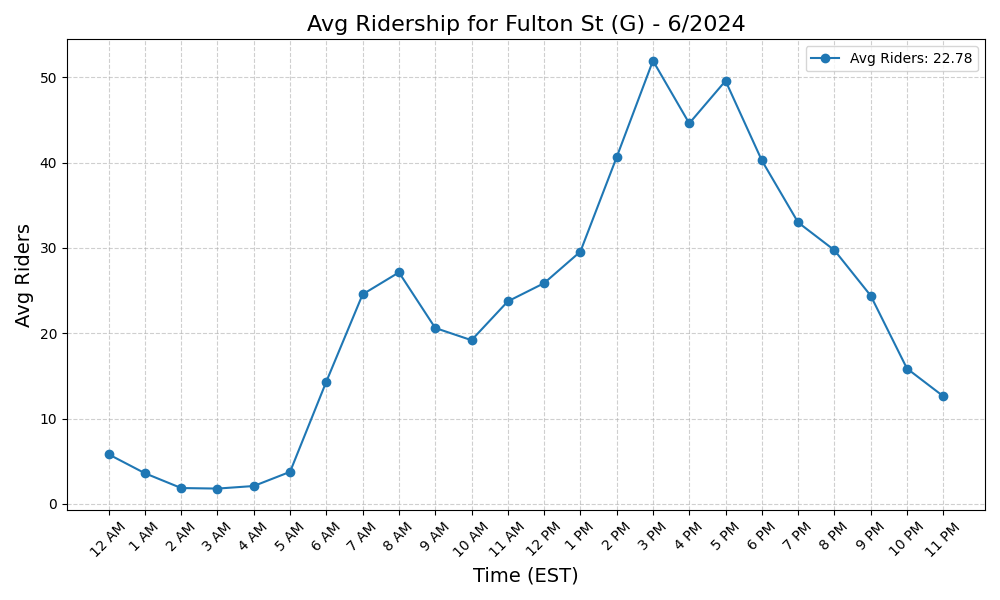 Avg Ridership for Fulton St (G) - 6/2024
Avg Riders: 22.78
Avg Riders
50
40
30
20
10
0
12 AM
1 AM
2 AM
3 AM
4 AM
5 AM
6 AM
7 AM
8 AM
9 AM
10 AM
11 AM
12 PM
1 PM
2 PM
3 PM
4 PM
5 PM
6 PM
7 PM
8 PM
9 PM
10 PM
11 PM
Time (EST)